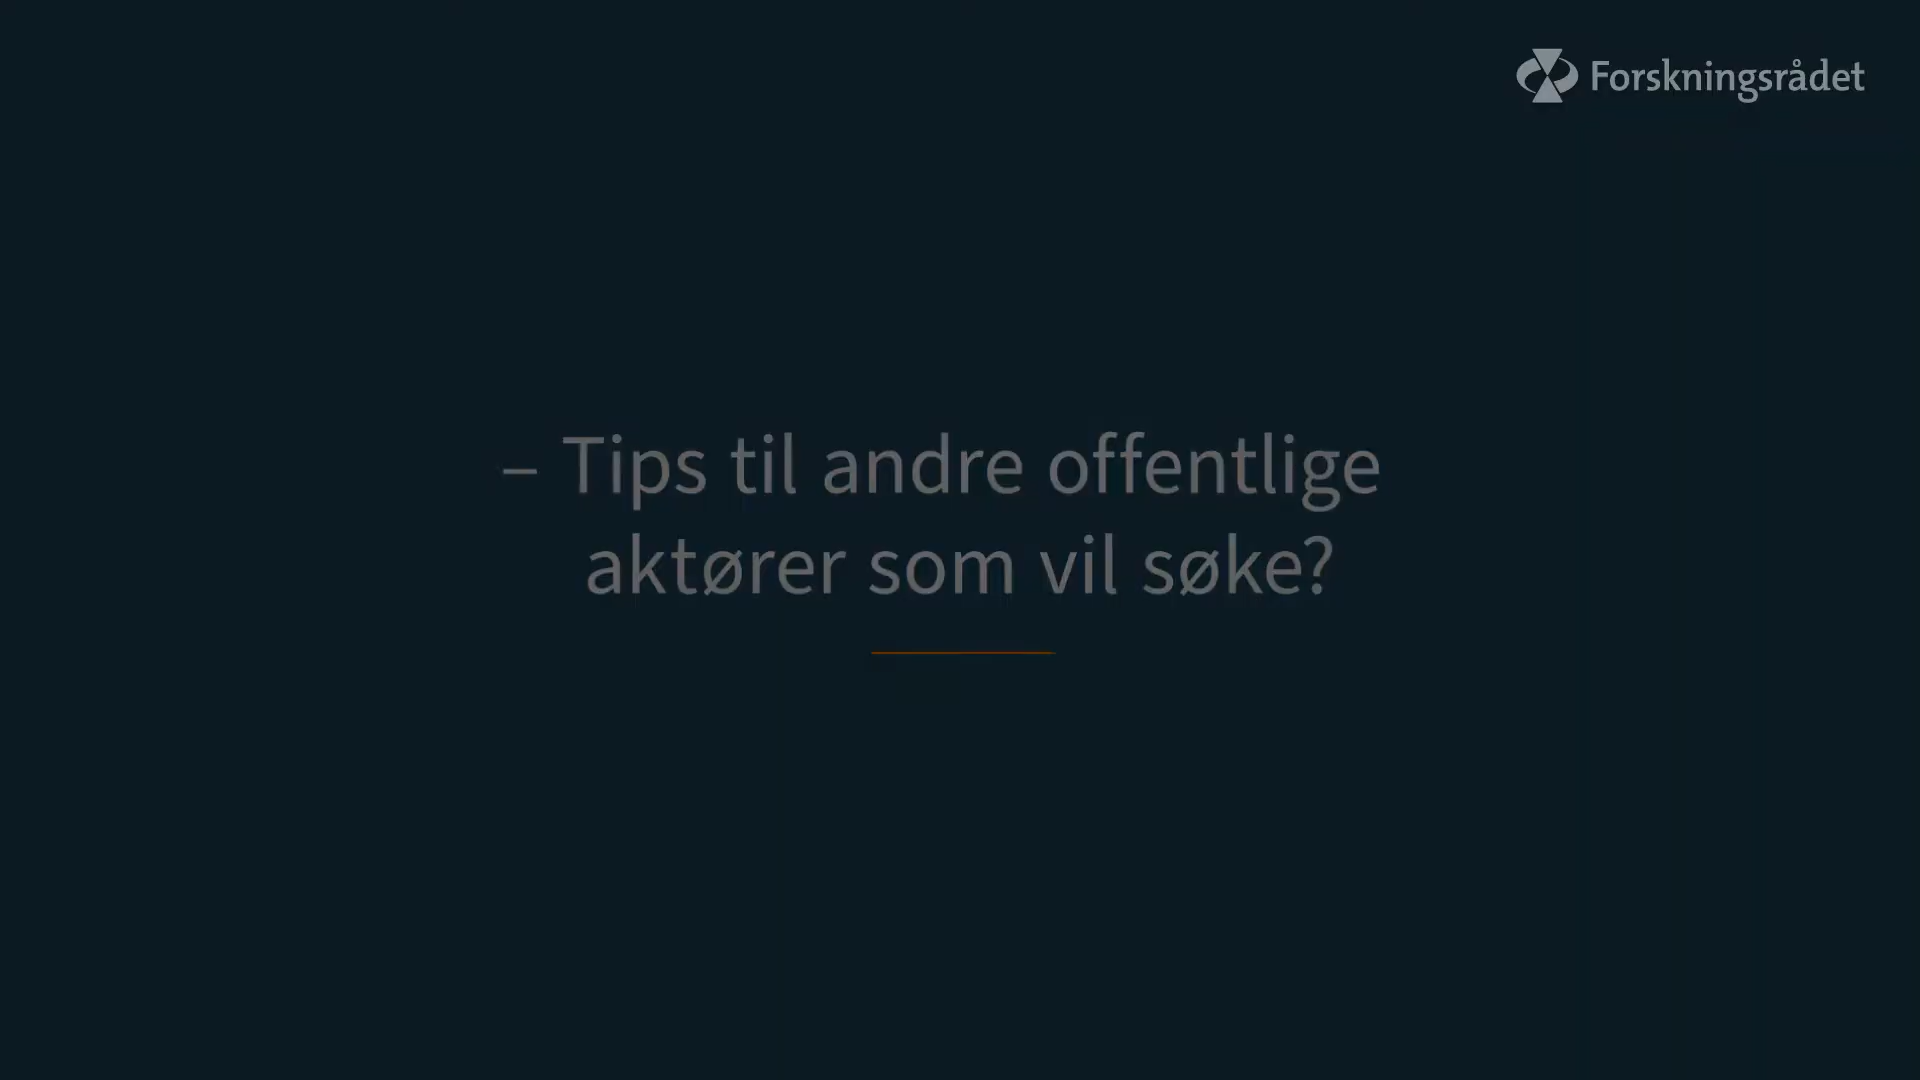 Forskningsrådet
– Tips til andre offentlige
aktører som vil søke?